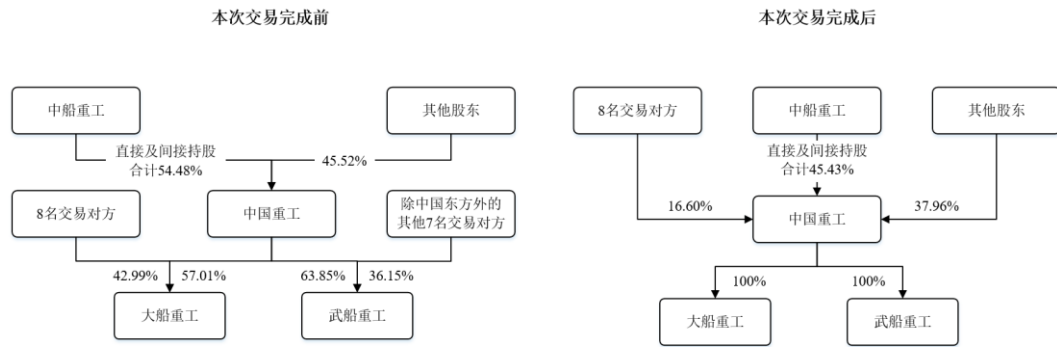 本次交易完成前
中船重工
其他股东
直接及间接持股
合计54.48%
45.52%
8名交易对方
中国重工
除中国东方外的
其他7名交易对方
42.99%
57.01%
63.85%
36.15%
大船重工
武船重工
本次交易完成后
8名交易对方
中船重工
其他股东
直接及间接持股
合计45.43%
16.60%
中国重工
37.96%
100%
100%
大船重工
武船重工